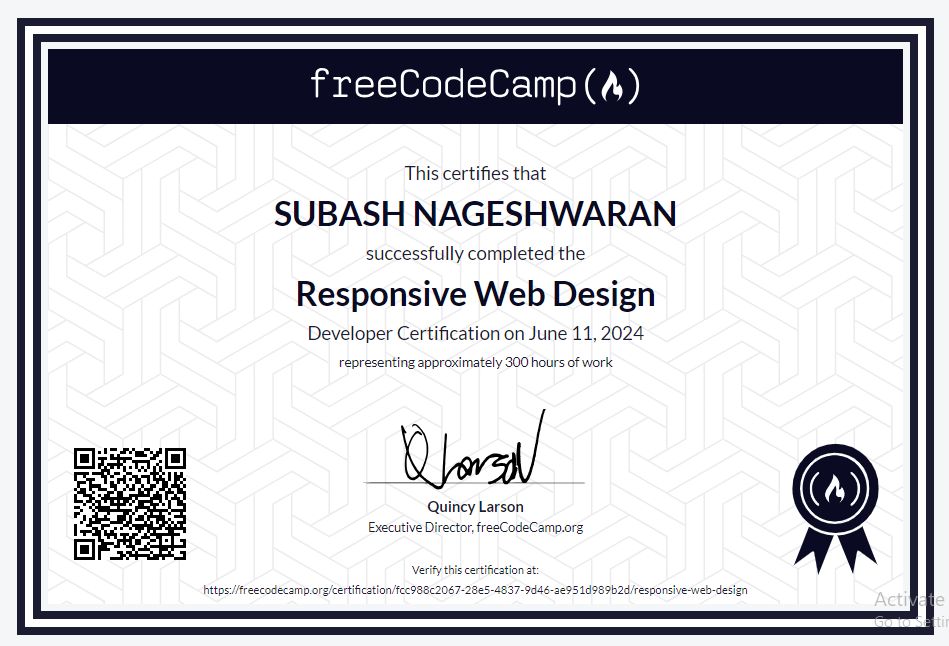 freeCodeCamp(🔥)
This certifies that
SUBASH NAGESHWARAN
successfully completed the
Responsive Web Design
Developer Certification on June 11, 2024
representing approximately 300 hours of work
Quincy Larson
Executive Director, freeCodeCamp.org
Verify this certification at:
https://freecodecamp.org/certification/fcc988c2067-28e5-4837-9d46-ae951d989b2d/responsive-web-design
Activate
Go to Settin